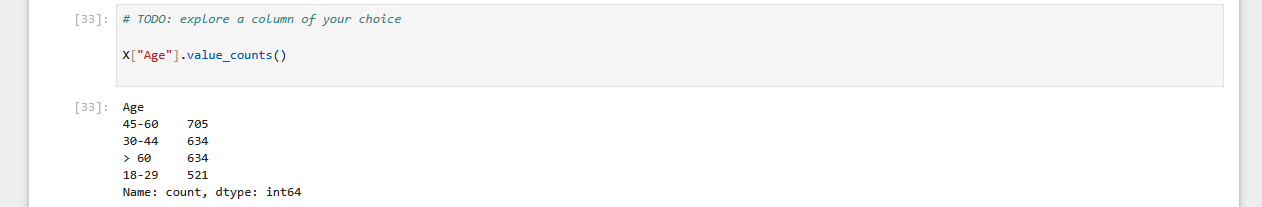 [33]: # TODO: explore a column of your choice
X["Age"].value_counts()
[33]: Age
45-60    705
30-44    634
> 60     634
18-29    521
Name: count, dtype: int64